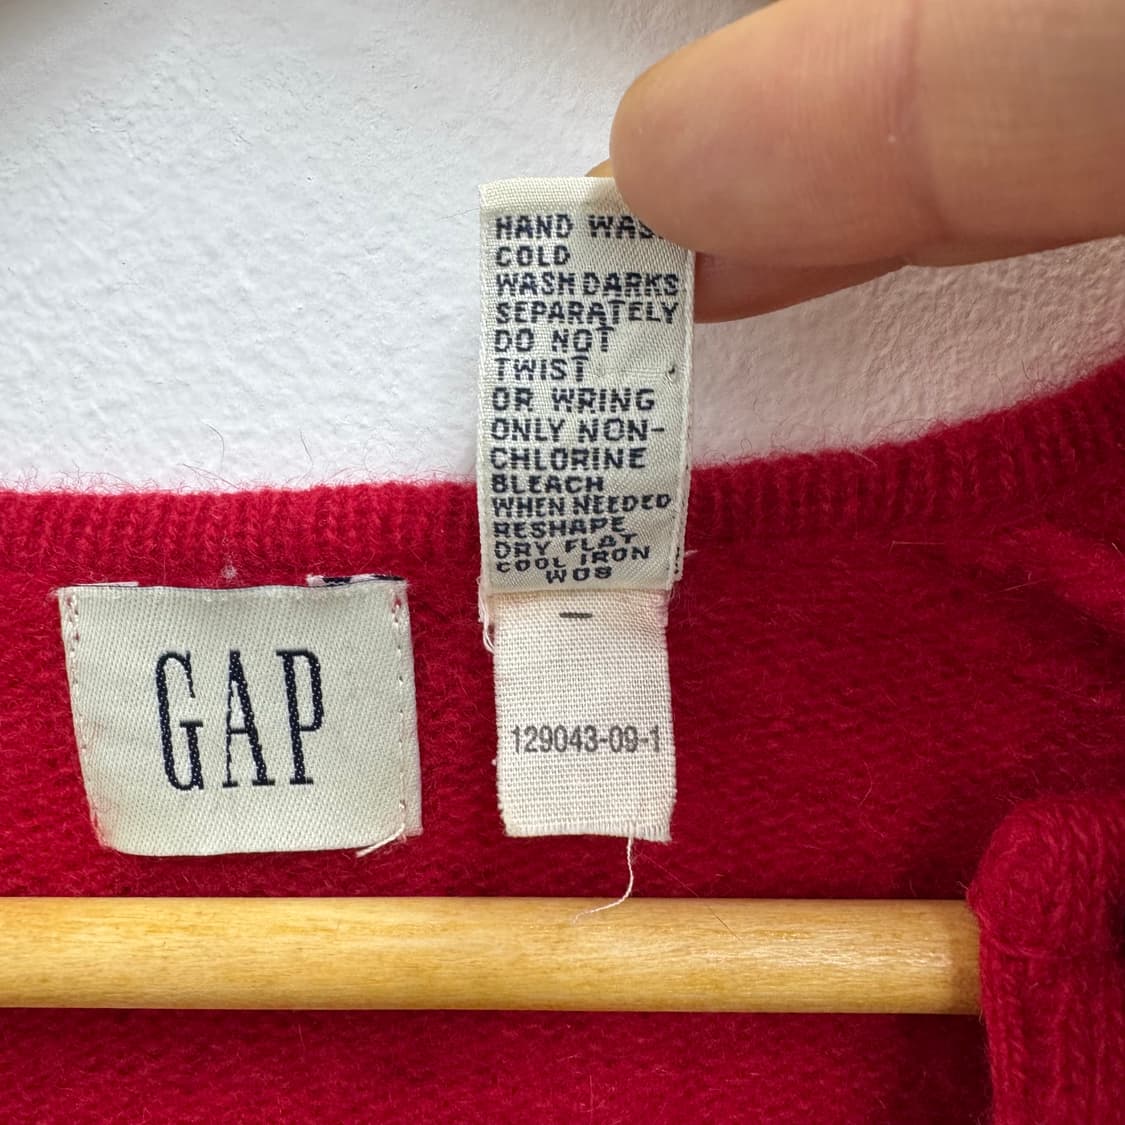 HAND WAS
COLD
WASH DARKS
SEPARATELY
DO NOT
TWIST
OR WRING
ONLY NON-
CHLORINE
BLEACH
WHEN NEEDED
RESHAPE
DRY FLAT
COOL IRON
W08
GAP
129043-09-1